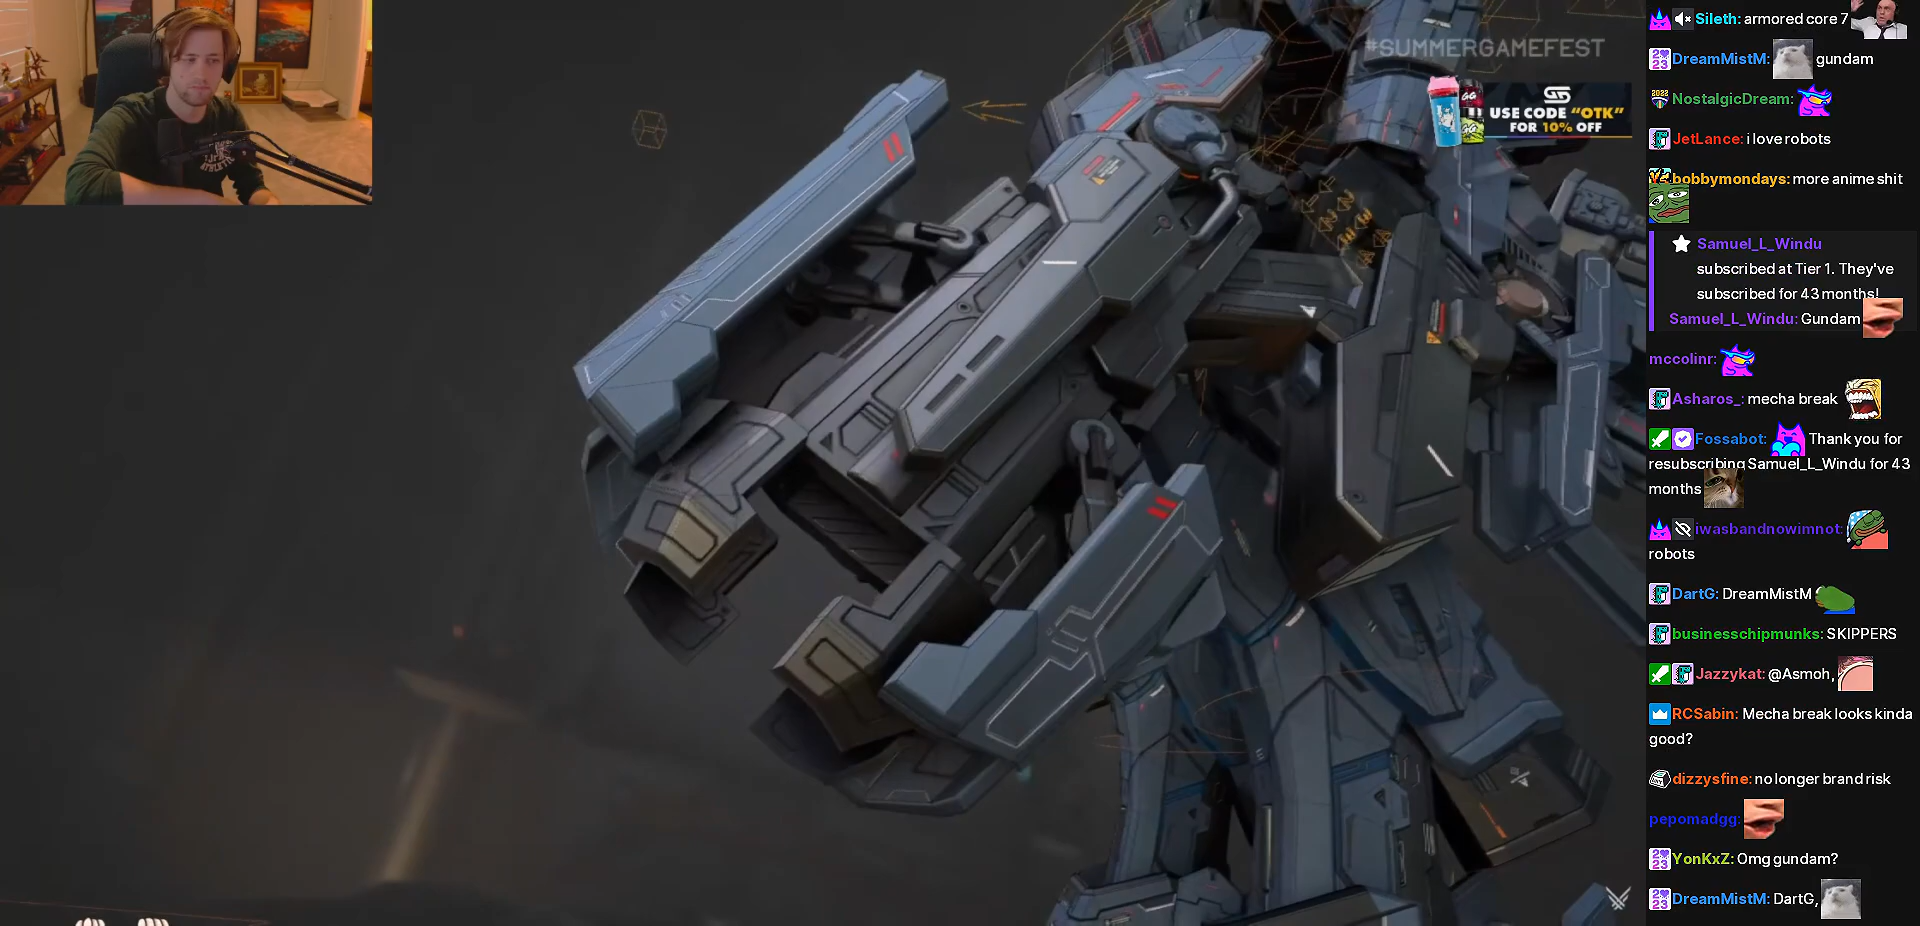 #SUMMERGAMEFEST
GG
USE CODE "OTK"
FOR 10% OFF
Sileth: armored core 7
DreamMistM: gundam
NostalgicDream:
JetLance: i love robots
bobbymondays: more anime shit
Samuel_L_Windu
subscribed at Tier 1. They've
subscribed for 43 months!
Samuel_L_Windu: Gundam
mccolinr:
Asharos_: mecha break
Fossabot: Thank you for
resubscribing Samuel_L_Windu for 43
months
iwasbandnowimnot:
robots
DartG: DreamMistM
businesschipmunks: SKIPPERS
Jazzykat: @Asmoh,
RCSabin: Mecha break looks kinda
good?
dizzysfine: no longer brand risk
pepomadgg:
YonKxZ: Omg gundam?
DreamMistM: DartG,